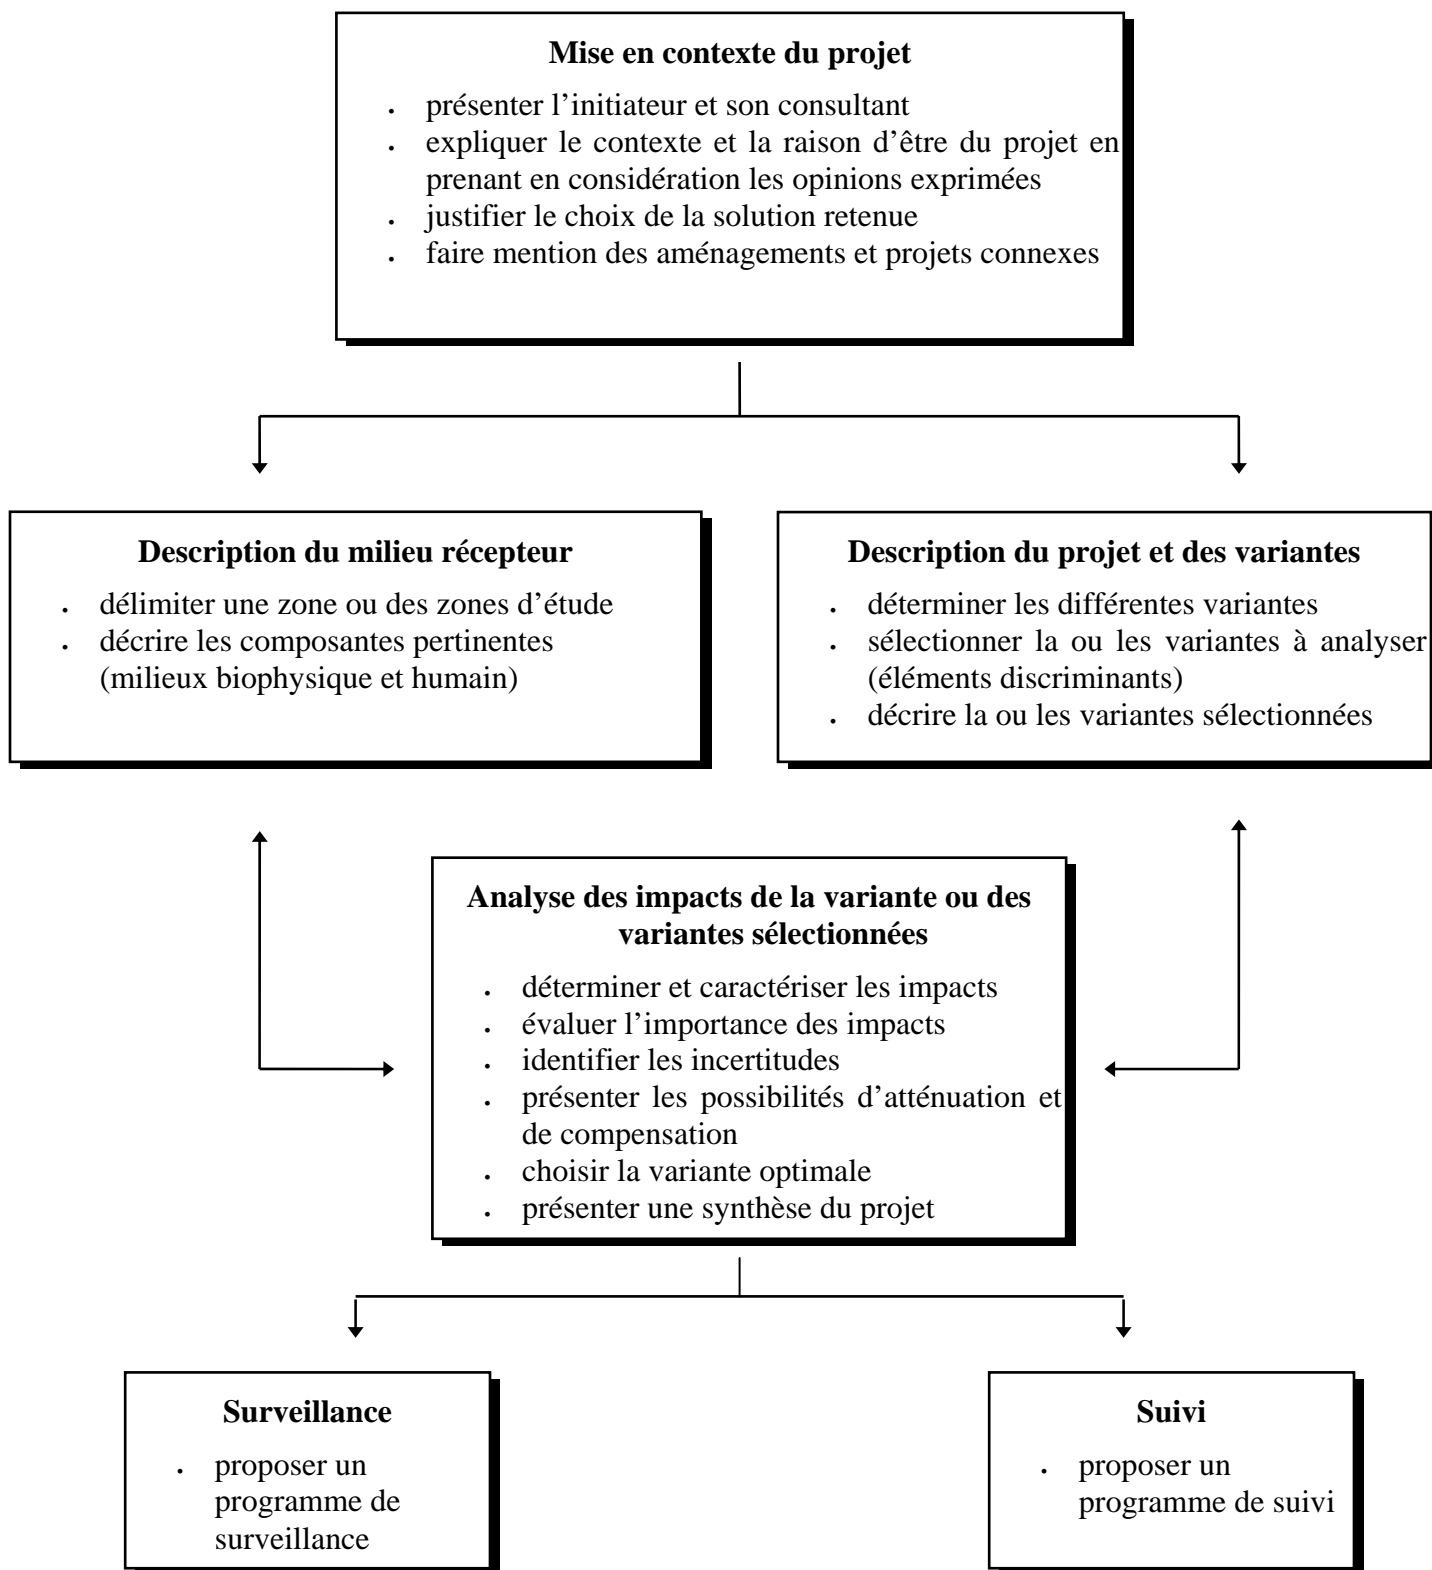 Mise en contexte du projet
. présenter l’initiateur et son consultant
. expliquer le contexte et la raison d’être du projet en
prenant en considération les opinions exprimées
. justifier le choix de la solution retenue
. faire mention des aménagements et projets connexes
Description du milieu récepteur
. délimiter une zone ou des zones d’étude
. décrire les composantes pertinentes
(milieux biophysique et humain)
Description du projet et des variantes
. déterminer les différentes variantes
. sélectionner la ou les variantes à analyser
(éléments discriminants)
. décrire la ou les variantes sélectionnées
Analyse des impacts de la variante ou des
variantes sélectionnées
. déterminer et caractériser les impacts
. évaluer l’importance des impacts
. identifier les incertitudes
. présenter les possibilités d’atténuation et
de compensation
. choisir la variante optimale
. présenter une synthèse du projet
Surveillance
. proposer un
programme de
surveillance
Suivi
. proposer un
programme de suivi